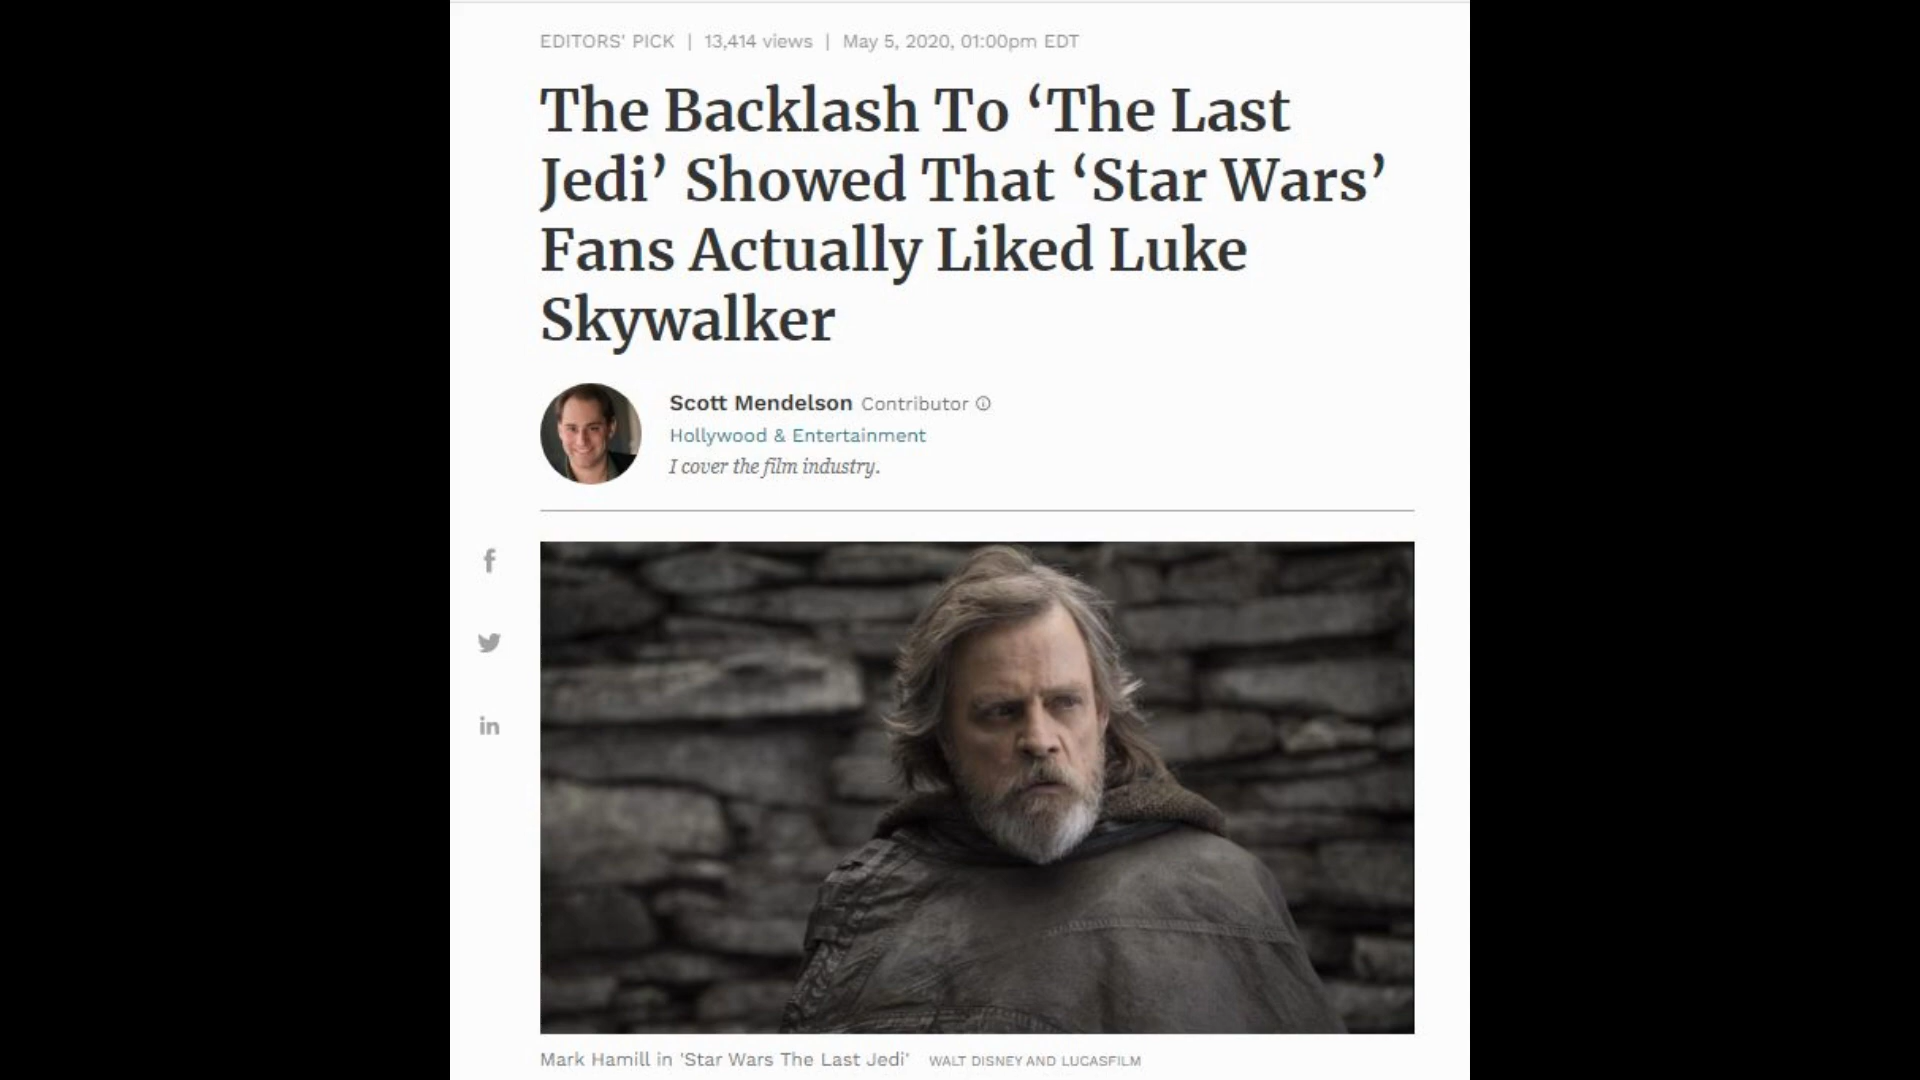 EDITORS' PICK | 13,414 views | May 5, 2020, 01:00pm EDT
The Backlash To ‘The Last
Jedi’ Showed That ‘Star Wars’
Fans Actually Liked Luke
Skywalker
Scott Mendelson Contributor
Hollywood & Entertainment
I cover the film industry.
f
in
Mark Hamill in 'Star Wars The Last Jedi' WALT DISNEY AND LUCASFILM